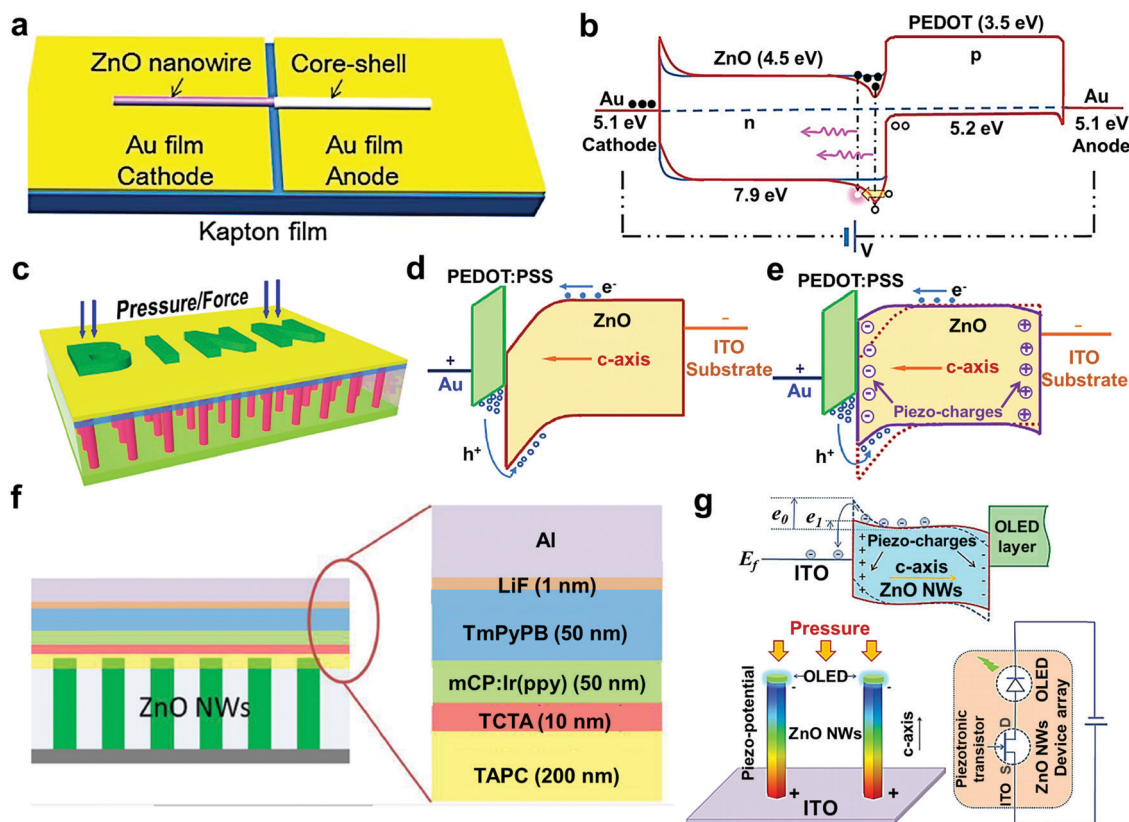 a
ZnO nanowire
Core-shell
Au film
Cathode
Au film
Anode
Kapton film
b
PEDOT (3.5 eV)
ZnO (4.5 eV)
p
Au
5.1 eV
Cathode
n
5.2 eV
Au
5.1 eV
Anode
7.9 eV
V
c
Pressure/Force
BINN
d
PEDOT:PSS
e-
ZnO
+
Au
c-axis
−
ITO
Substrate
h+
e
PEDOT:PSS
e-
ZnO
+
Au
c-axis
−
ITO
Substrate
Piezo-charges
h+
f
ZnO NWs
Al
LiF (1 nm)
TmPyPB (50 nm)
mCP:Ir(ppy) (50 nm)
TCTA (10 nm)
TAPC (200 nm)
g
e0
e1
Piezo-charges
OLED
layer
Ef
ITO
c-axis
ZnO NWs
Pressure
OLED
Piezo-potential
ZnO NWs
c-axis
ITO
Piezotronic
transistor
ITO S D OLED
ZnO NWs
Device array